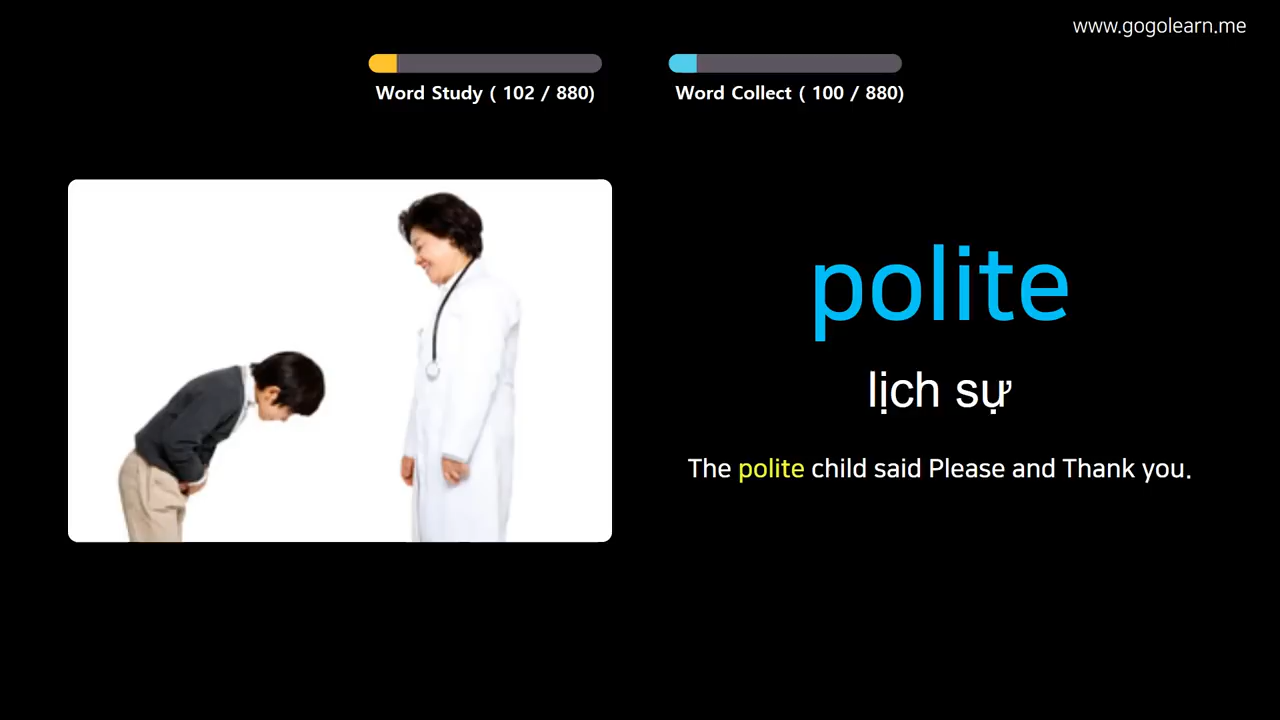 www.gogolearn.me
Word Study ( 102 / 880)
Word Collect ( 100 / 880)
polite
lịch sự
The polite child said Please and Thank you.